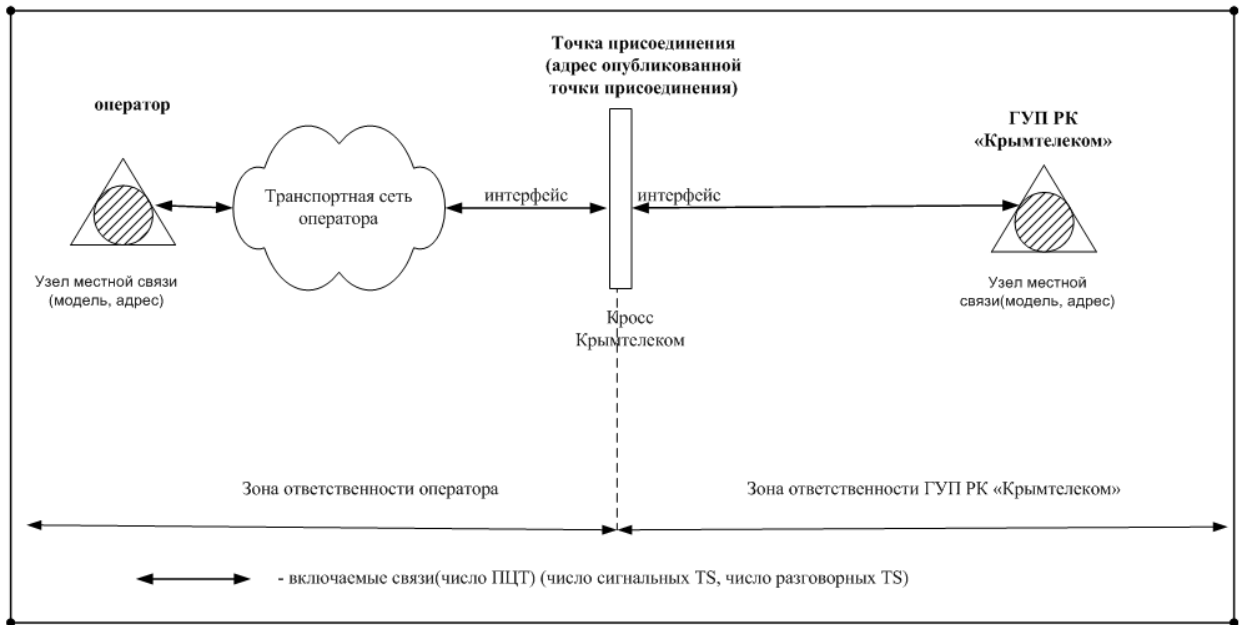 Точка присоединения
(адрес опубликованной
точки присоединения)
оператор
ГУП РК
«Крымтелеком»
Транспортная сеть
оператора
интерфейс
интерфейс
Узел местной связи
(модель, адрес)
Узел местной
связи(модель, адрес)
Кросс
Крымтелеком
Зона ответственности оператора
Зона ответственности ГУП РК «Крымтелеком»
- включаемые связи(число ПЦТ) (число сигнальных TS, число разговорных TS)